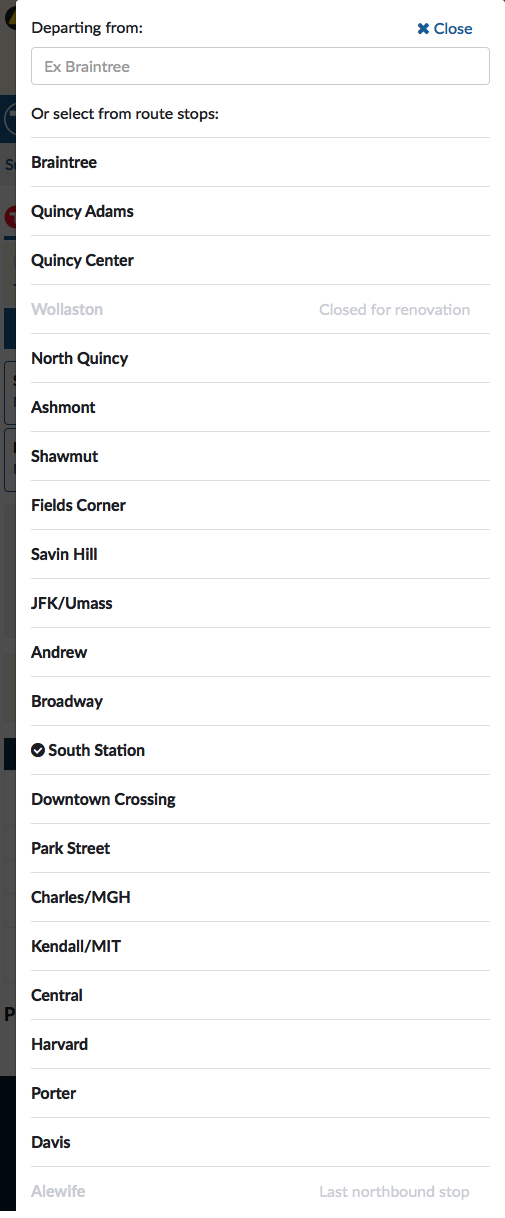 Departing from:
Close
Ex Braintree
Or select from route stops:
Braintree
Quincy Adams
Quincy Center
Wollaston Closed for renovation
North Quincy
Ashmont
Shawmut
Fields Corner
Savin Hill
JFK/Umass
Andrew
Broadway
South Station
Downtown Crossing
Park Street
Charles/MGH
Kendall/MIT
Central
Harvard
Porter
Davis
Alewife Last northbound stop